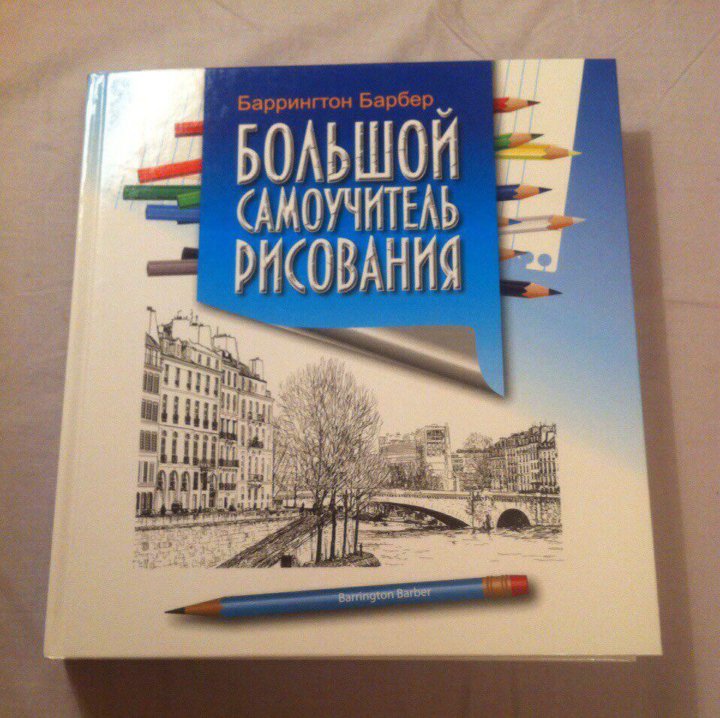 Баррингтон Барбер
БОЛЬШОЙ
САМОУЧИТЕЛЬ
РИСОВАНИЯ
Barrington Barber